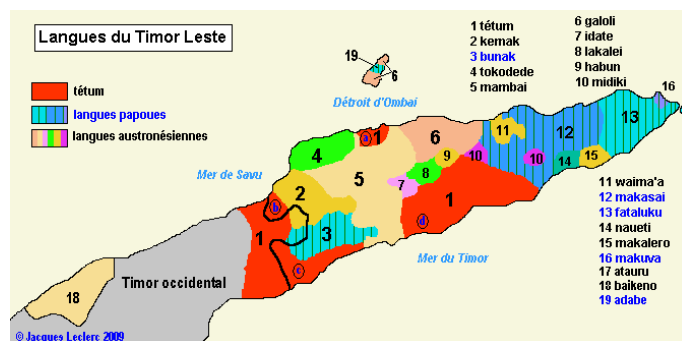 Langues du Timor Leste
tétum
langues papoues
langues austronésiennes
1 tétum
2 kemak
3 bunak
4 tokodede
5 mambai
6 galoli
7 idate
8 lakalei
9 habun
10 midiki
11 waima'a
12 makasai
13 fataluku
14 naueti
15 makalero
16 makuva
17 atauru
18 baikeno
19 adabe
19
6
Détroit d'Ombai
Mer de Savu
Mer du Timor
Timor occidental
16
13
12
11
6
a 1
4
5
9
10
10
14
15
8
7
2
b
1
d
1
3
c
18
© Jacques Leclerc 2009